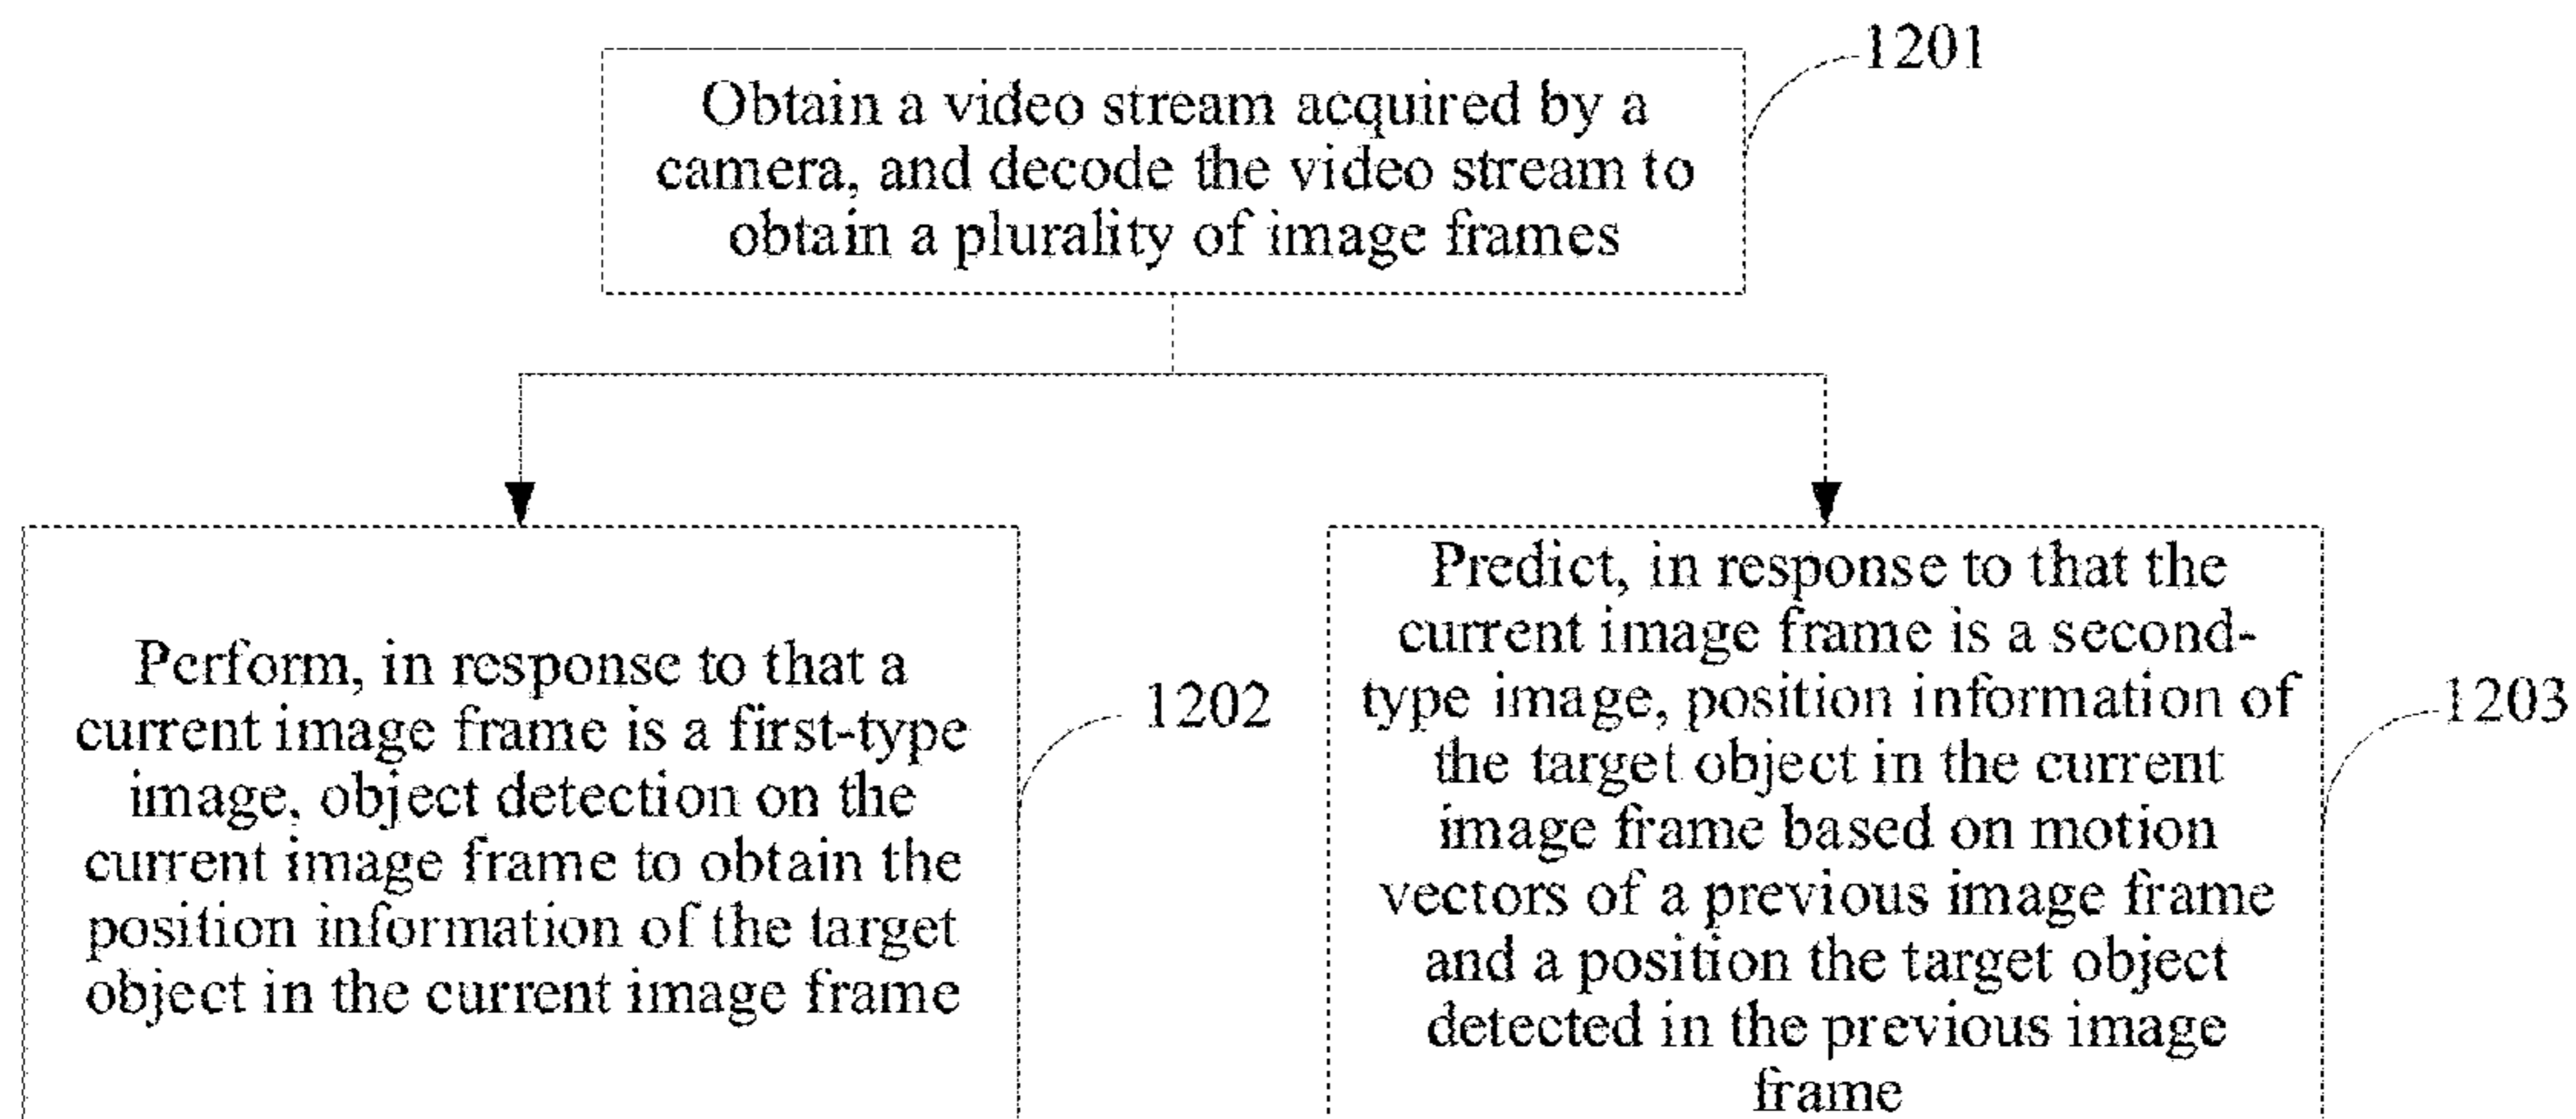 1201
Obtain a video stream acquired by a
camera, and decode the video stream to
obtain a plurality of image frames
Perform, in response to that a
current image frame is a first-type
image, object detection on the
current image frame to obtain the
position information of the target
object in the current image frame
1202
Predict, in response to that the
current image frame is a second-
type image, position information of
the target object in the current
image frame based on motion
vectors of a previous image frame
and a position the target object
detected in the previous image
frame
1203